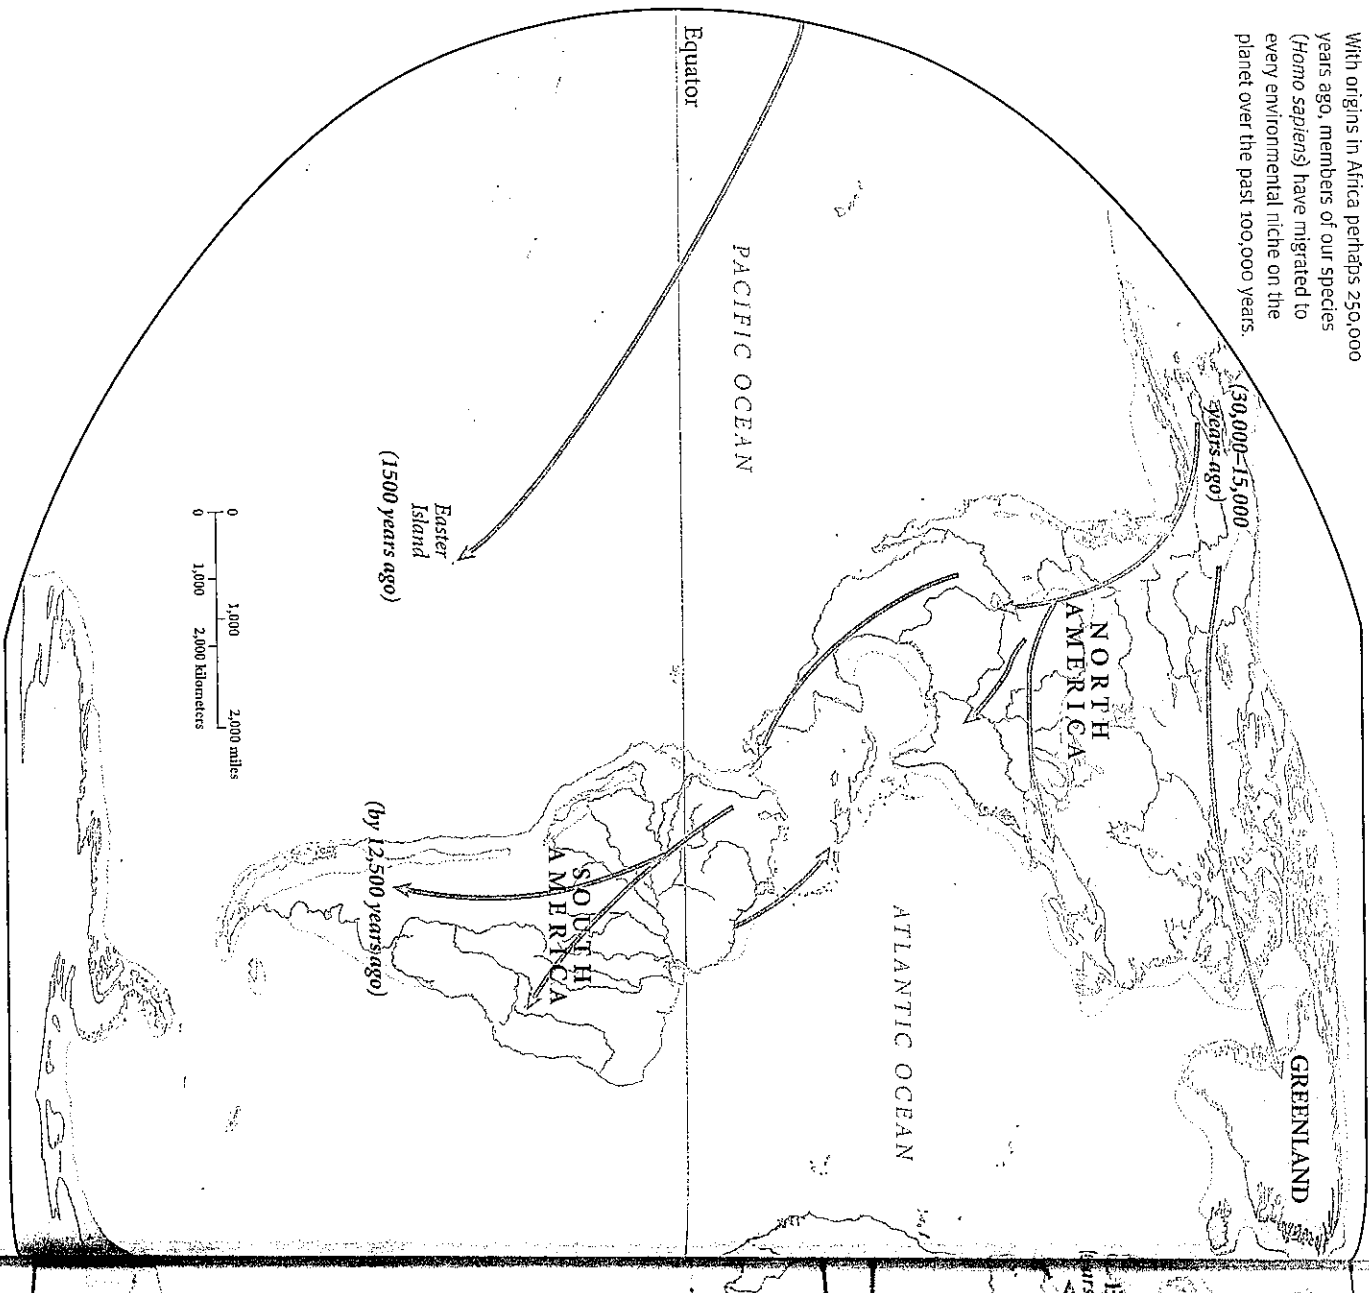 With origins in Africa perhaps 250,000
years ago, members of our species
(Homo sapiens) have migrated to
every environmental niche on the
planet over the past 100,000 years.
(30,000–15,000
years ago)
GREENLAND
NORTH
AMERICA
PACIFIC OCEAN
ATLANTIC OCEAN
Equator
SOUTH
AMERICA
Easter
Island
(1500 years ago)
(by 12,500 years ago)
0 1,000 2,000 miles
0 1,000 2,000 kilometers